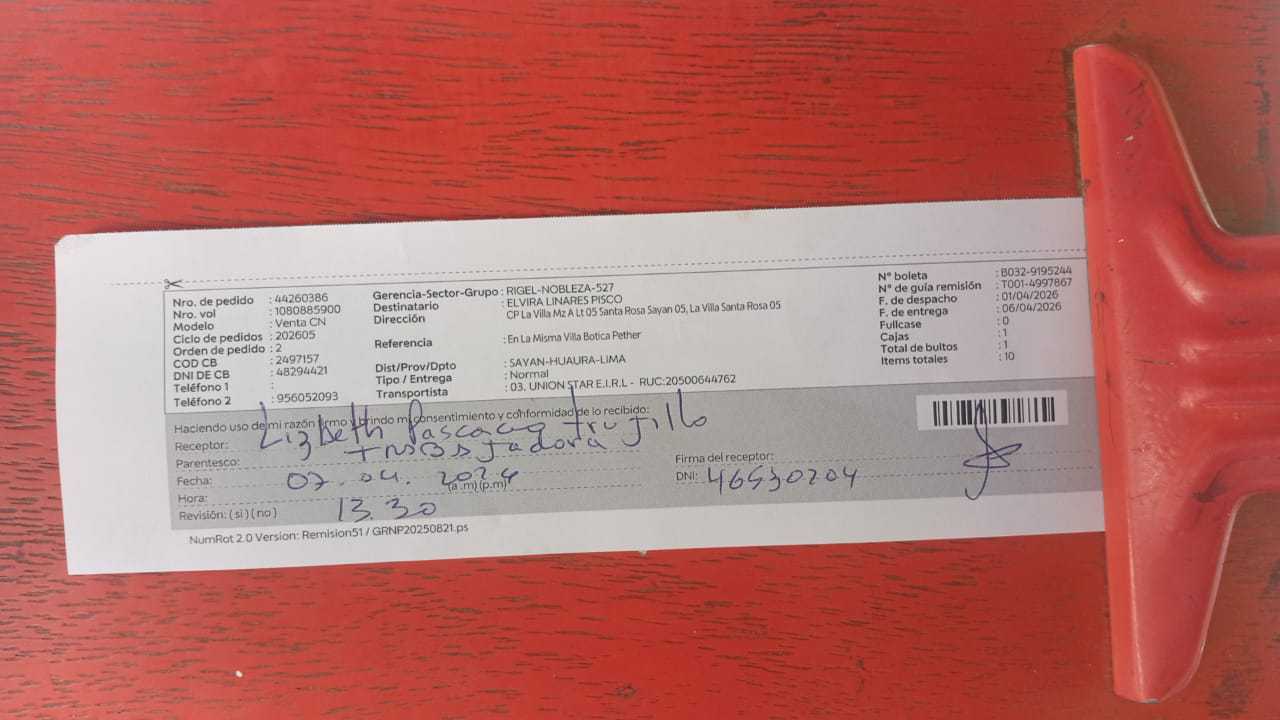 Nro. de pedido : 44260386
Nro. vol : 1080885900
Modelo : Venta CN
Ciclo de pedidos : 202605
Orden de pedido : 2
COD CB : 2497157
DNI DE CB : 48294421
Teléfono 1 :
Teléfono 2 : 956052093
Gerencia-Sector-Grupo : RIGEL-NOBLEZA-527
Destinatario : ELVIRA LINARES PISCO
Dirección CP La Villa Mz A Lt 05 Santa Rosa Sayan 05, La Villa Santa Rosa 05
Referencia : En La Misma Villa Botica Pether
Dist/Prov/Dpto : SAYAN-HUAURA-LIMA
Tipo / Entrega : Normal
Transportista : 03. UNION STAR E.I.R.L - RUC:20500644762
N° boleta : B032-9195244
N° de guía remisión : T001-4997867
F. de despacho : 01/04/2026
F. de entrega : 06/04/2026
Fullcase : 0
Cajas : 1
Total de bultos : 1
Items totales : 10
Haciendo uso de mi razón firmo y brindo mi consentimiento y conformidad de lo recibido:
Receptor: Lizbeth Pascacio trujillo
Parentesco:
Fecha: 07.04.
Hora: 13.30 (a.m) (p.m)
Revisión: ( si ) ( no )
Firma del receptor:
DNI: 46530204
NumRot 2.0 Version: Remision51 / GRNP20250821.ps